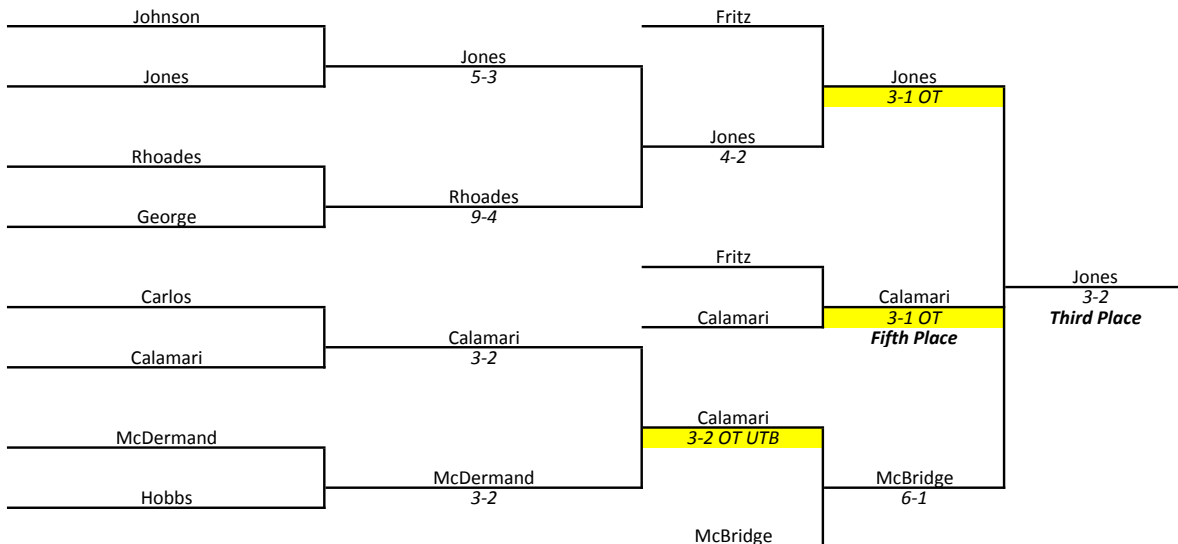 Johnson
Fritz
Jones
Jones
5-3
Jones
3-1 OT
Jones
4-2
Rhoades
Rhoades
9-4
George
Fritz
Jones
3-2
Third Place
Carlos
Calamari
3-1 OT
Fifth Place
Calamari
Calamari
3-2
Calamari
Calamari
3-2 OT UTB
McDermand
McDermand
3-2
McBridge
6-1
Hobbs
McBridge